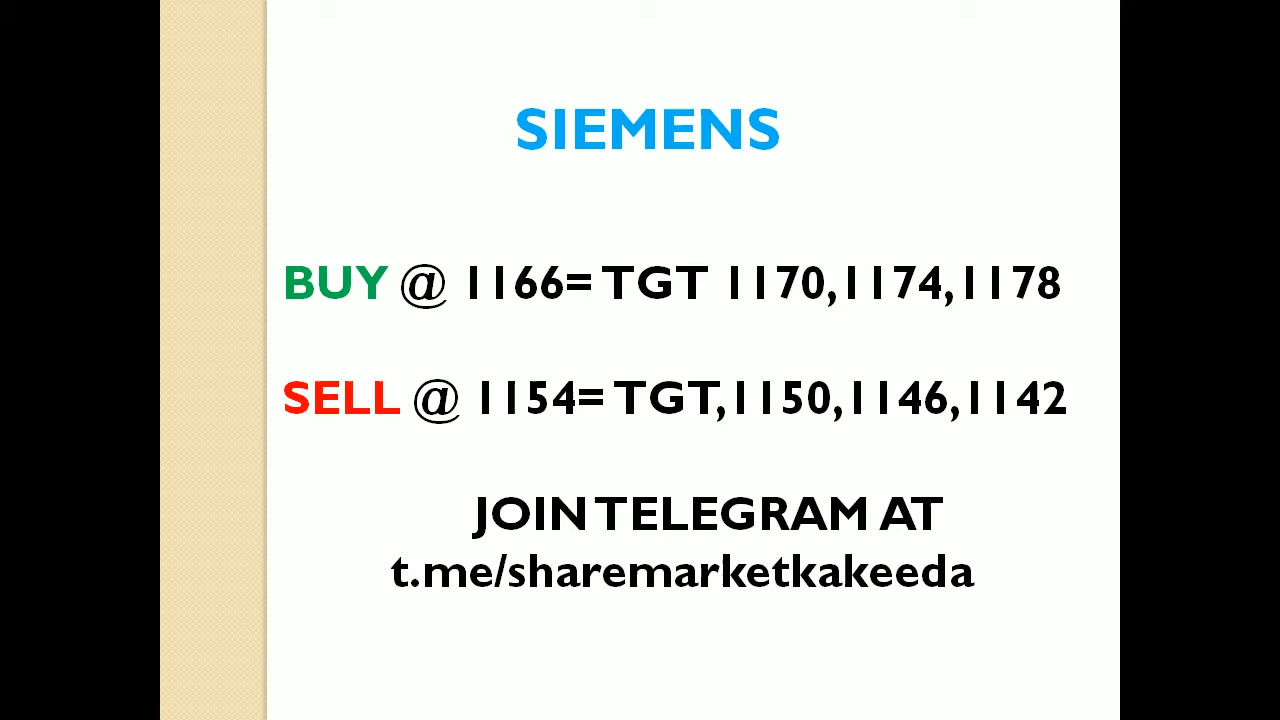 SIEMENS
BUY @ 1166= TGT 1170,1174,1178
SELL @ 1154= TGT,1150,1146,1142
JOIN TELEGRAM AT
t.me/sharemarketkakeeda